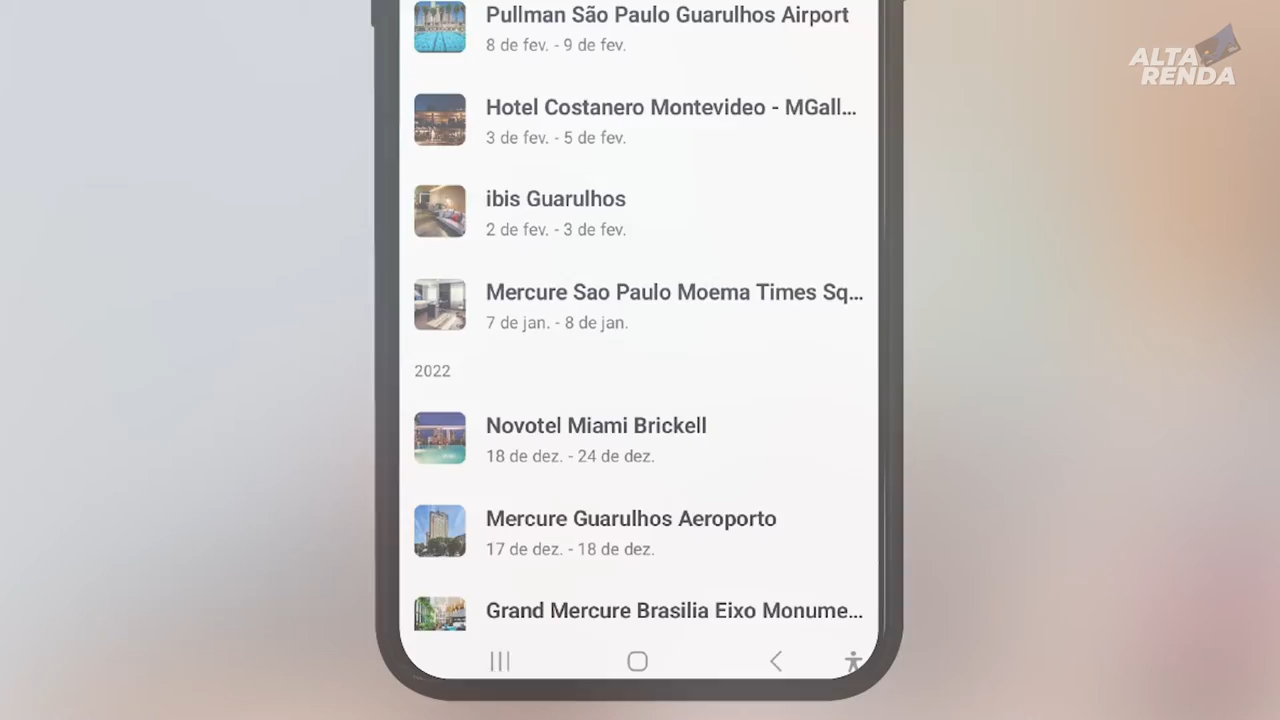 Pullman São Paulo Guarulhos Airport
8 de fev. - 9 de fev.
ALTA
RENDA
Hotel Costanero Montevideo - MGall...
3 de fev. - 5 de fev.
ibis Guarulhos
2 de fev. - 3 de fev.
Mercure Sao Paulo Moema Times Sq...
7 de jan. - 8 de jan.
2022
Novotel Miami Brickell
18 de dez. - 24 de dez.
Mercure Guarulhos Aeroporto
17 de dez. - 18 de dez.
Grand Mercure Brasilia Eixo Monume...